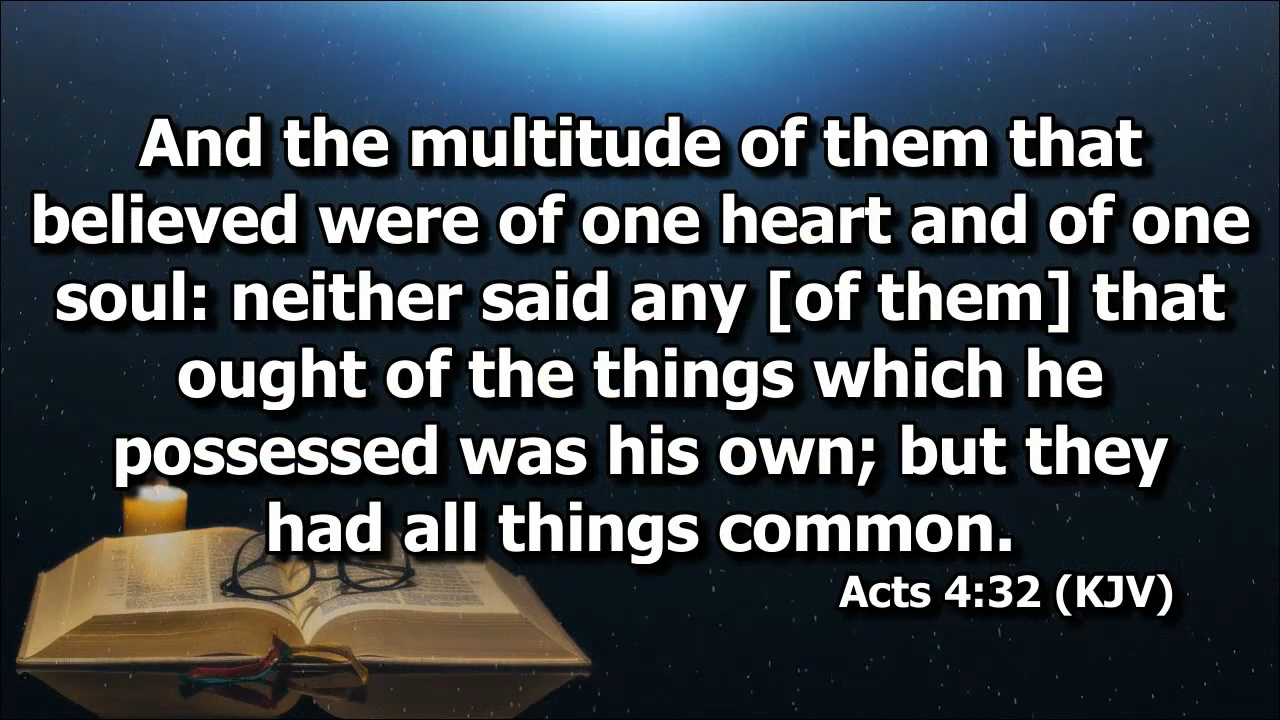 And the multitude of them that
believed were of one heart and of one
soul: neither said any [of them] that
ought of the things which he
possessed was his own; but they
had all things common.
Acts 4:32 (KJV)